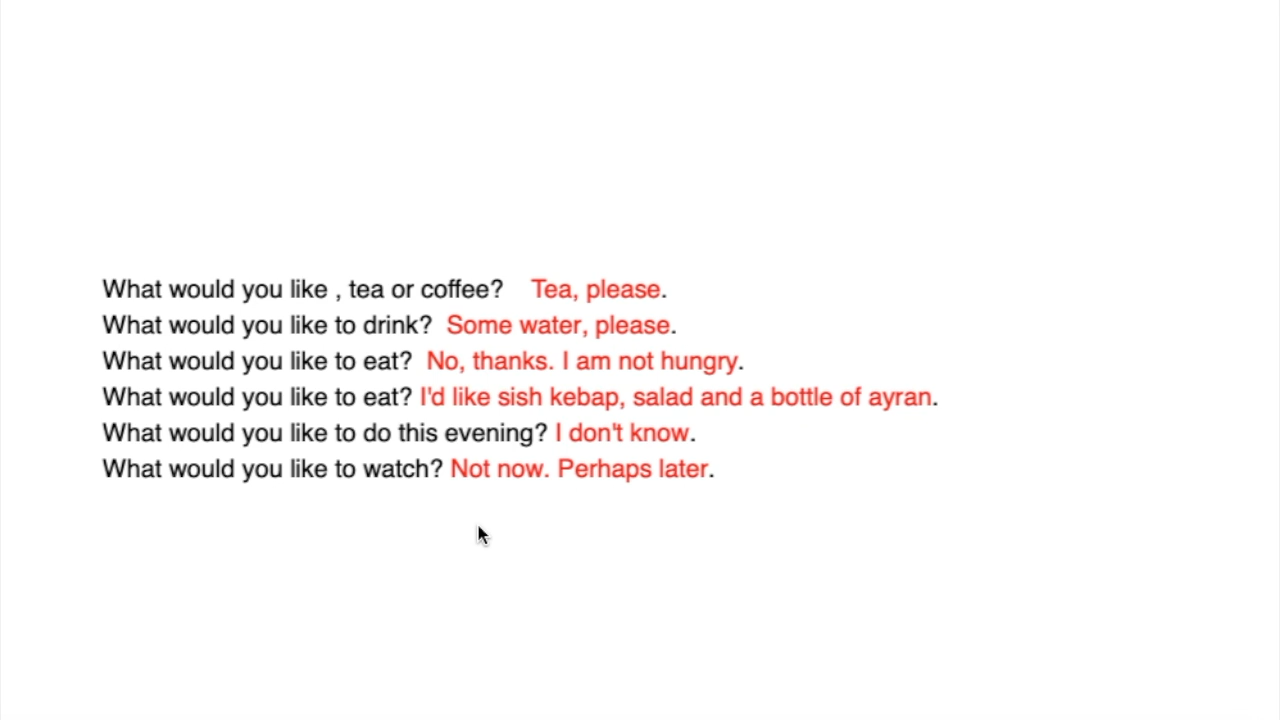 What would you like , tea or coffee? Tea, please.
What would you like to drink? Some water, please.
What would you like to eat? No, thanks. I am not hungry.
What would you like to eat? I'd like sish kebap, salad and a bottle of ayran.
What would you like to do this evening? I don't know.
What would you like to watch? Not now. Perhaps later.